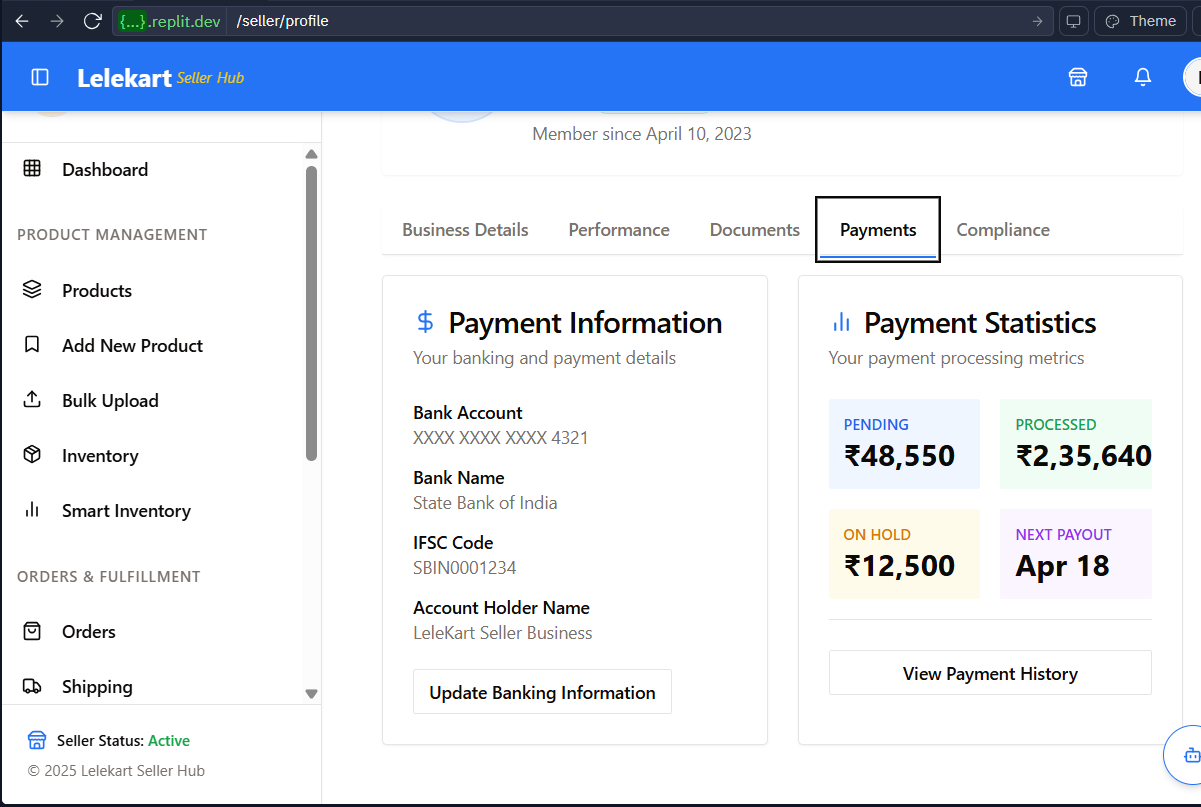 {...}.replit.dev /seller/profile Theme
Lelekart Seller Hub
Member since April 10, 2023
Dashboard
PRODUCT MANAGEMENT
Products
Add New Product
Bulk Upload
Inventory
Smart Inventory
ORDERS & FULFILLMENT
Orders
Shipping
Seller Status: Active
© 2025 Lelekart Seller Hub
Business Details Performance Documents Payments Compliance
Payment Information
Your banking and payment details
Bank Account
XXXX XXXX XXXX 4321
Bank Name
State Bank of India
IFSC Code
SBIN0001234
Account Holder Name
LeleKart Seller Business
Update Banking Information
Payment Statistics
Your payment processing metrics
PENDING
₹48,550
PROCESSED
₹2,35,640
ON HOLD
₹12,500
NEXT PAYOUT
Apr 18
View Payment History